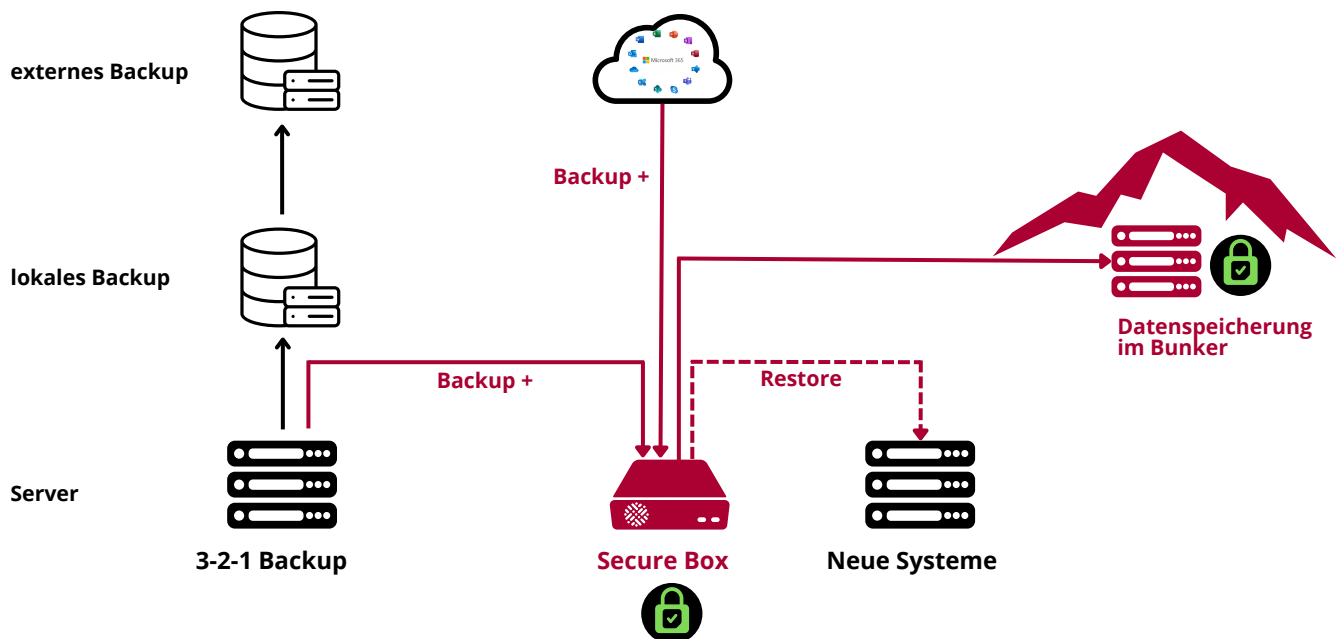 externes Backup
Microsoft 365
Backup +
lokales Backup
Datenspeicherung
im Bunker
Backup +
Restore
Server
3-2-1 Backup
Secure Box
Neue Systeme